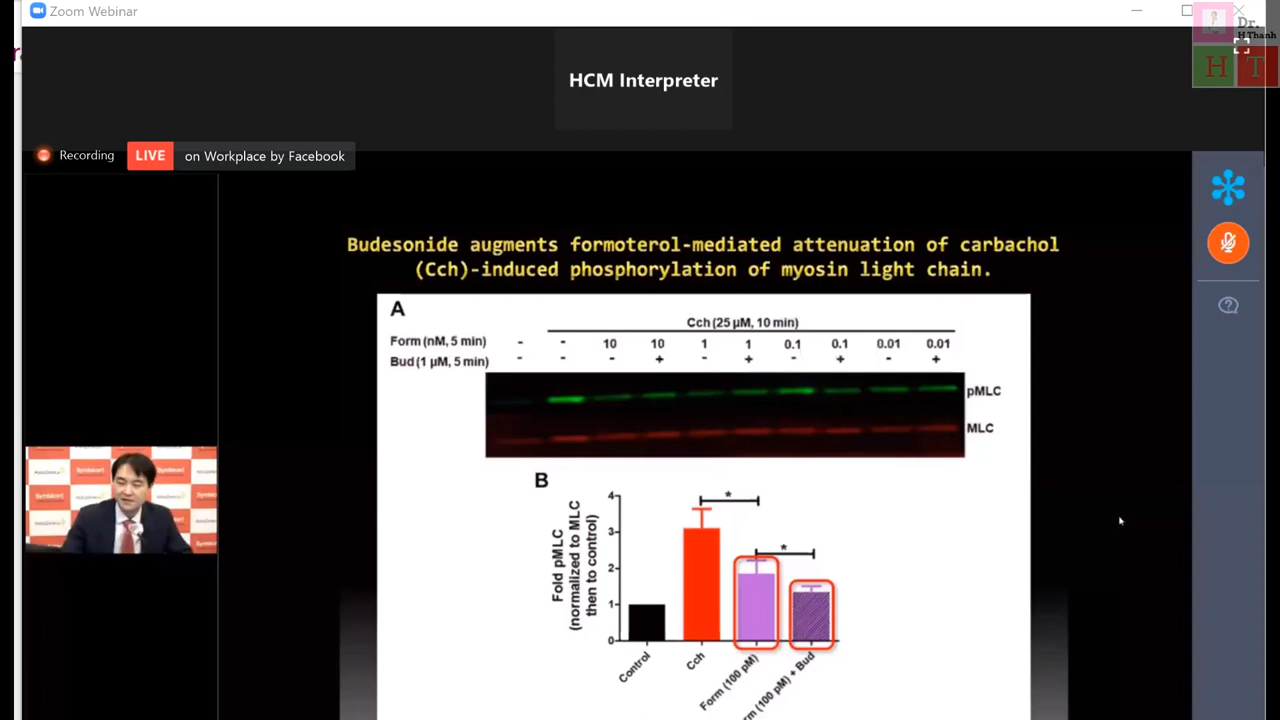 Zoom Webinar
Dr.
H Thanh
H T
HCM Interpreter
Recording
LIVE
on Workplace by Facebook
Budesonide augments formoterol-mediated attenuation of carbachol
(Cch)-induced phosphorylation of myosin light chain.
A
Cch (25 µM, 10 min)
Form (nM, 5 min) - - 10 10 1 1 0.1 0.1 0.01 0.01
Bud (1 µM, 5 min) - - - + - + - + - +
pMLC
MLC
B
Fold pMLC
(normalized to MLC
then to control)
4
3
2
1
0
*
*
Control
Cch
Form (100 pM)
rm (100 pM) + Bud
Symbicort
AstraZeneca